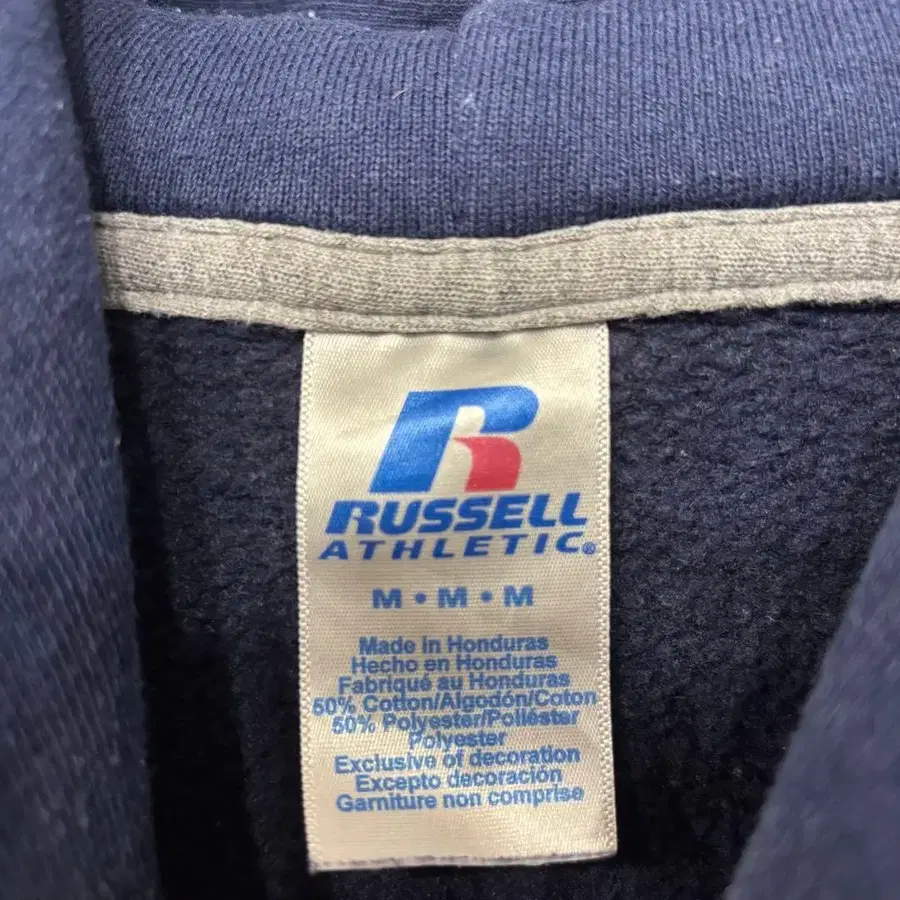 R
RUSSELL
ATHLETIC®
M • M • M
Made in Honduras
Hecho en Honduras
Fabriqué au Honduras
50% Cotton/Algodón/Coton
50% Polyester/Poliéster
Polyester
Exclusive of decoration
Excepto decoración
Garniture non comprise